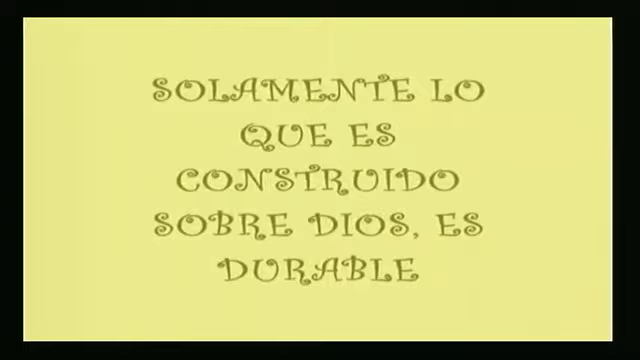 SOLAMENTE LO
QUE ES
CONSTRUIDO
SOBRE DIOS, ES
DURABLE